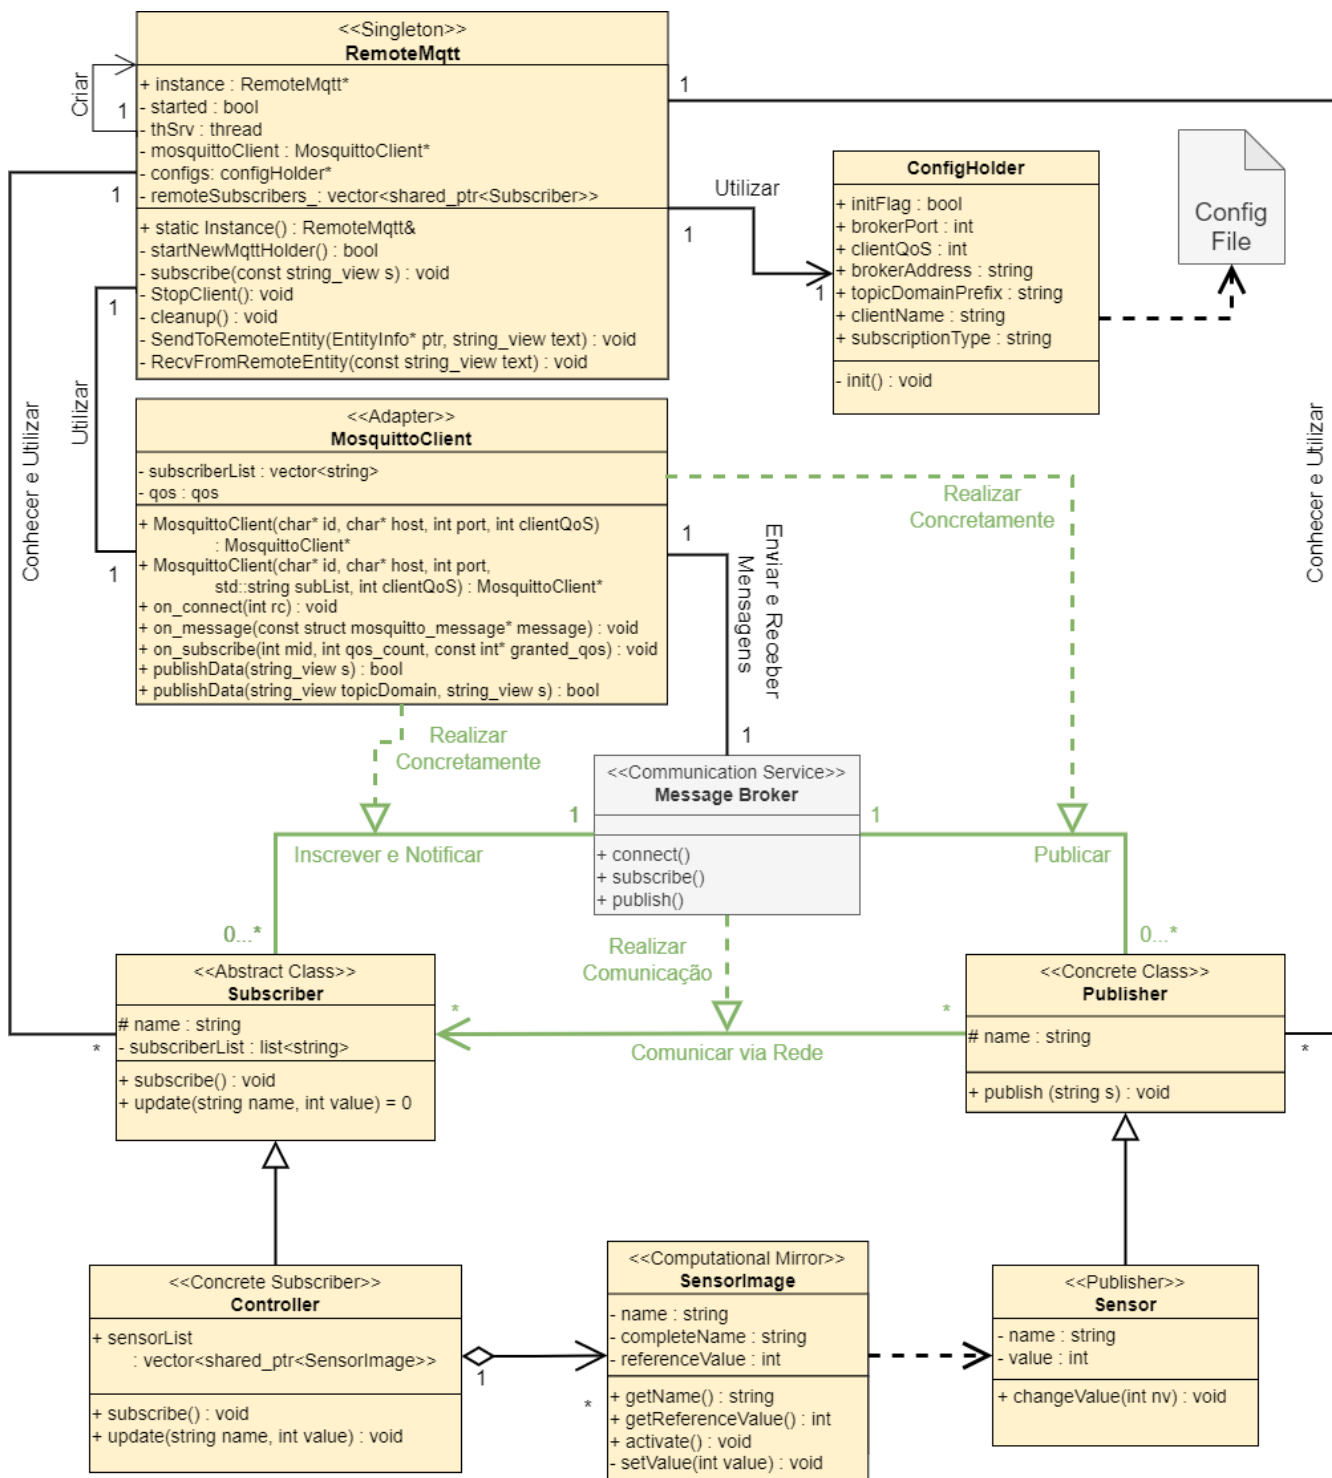 <<Singleton>>
RemoteMqtt
+ instance : RemoteMqtt*
- started : bool
- thSrv : thread
- mosquittoClient : MosquittoClient*
- configs: configHolder*
- remoteSubscribers_: vector<shared_ptr<Subscriber>>
+ static Instance() : RemoteMqtt&
- startNewMqttHolder() : bool
- subscribe(const string_view s) : void
- StopClient(): void
- cleanup() : void
- SendToRemoteEntity(EntityInfo* ptr, string_view text) : void
- RecvFromRemoteEntity(const string_view text) : void
Criar
1
1
1
Utilizar
1
1
ConfigHolder
+ initFlag : bool
+ brokerPort : int
+ clientQoS : int
+ brokerAddress : string
+ topicDomainPrefix : string
+ clientName : string
+ subscriptionType : string
- init() : void
Config
File
1
Utilizar
1
Conhecer e Utilizar
Conhecer e Utilizar
<<Adapter>>
MosquittoClient
- subscriberList : vector<string>
- qos : qos
+ MosquittoClient(char* id, char* host, int port, int clientQoS)
: MosquittoClient*
+ MosquittoClient(char* id, char* host, int port,
std::string subList, int clientQoS) : MosquittoClient*
+ on_connect(int rc) : void
+ on_message(const struct mosquitto_message* message) : void
+ on_subscribe(int mid, int qos_count, const int* granted_qos) : void
+ publishData(string_view s) : bool
+ publishData(string_view topicDomain, string_view s) : bool
1
Enviar e Receber
Mensagens
1
Realizar
Concretamente
Realizar
Concretamente
<<Communication Service>>
Message Broker
+ connect()
+ subscribe()
+ publish()
1
Inscrever e Notificar
0...*
1
Publicar
0...*
Realizar
Comunicação
<<Abstract Class>>
Subscriber
# name : string
- subscriberList : list<string>
+ subscribe() : void
+ update(string name, int value) = 0
*
*
*
Comunicar via Rede
<<Concrete Class>>
Publisher
# name : string
+ publish (string s) : void
*
<<Concrete Subscriber>>
Controller
+ sensorList
: vector<shared_ptr<SensorImage>>
+ subscribe() : void
+ update(string name, int value) : void
1
*
<<Computational Mirror>>
SensorImage
- name : string
- completeName : string
- referenceValue : int
+ getName() : string
+ getReferenceValue() : int
+ activate() : void
- setValue(int value) : void
<<Publisher>>
Sensor
- name : string
- value : int
+ changeValue(int nv) : void